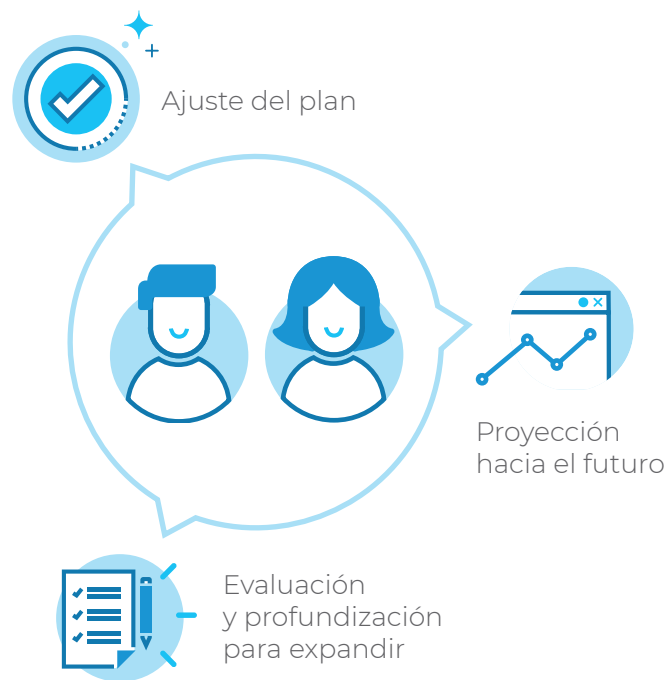 Ajuste del plan
Proyección
hacia el futuro
Evaluación
y profundización
para expandir